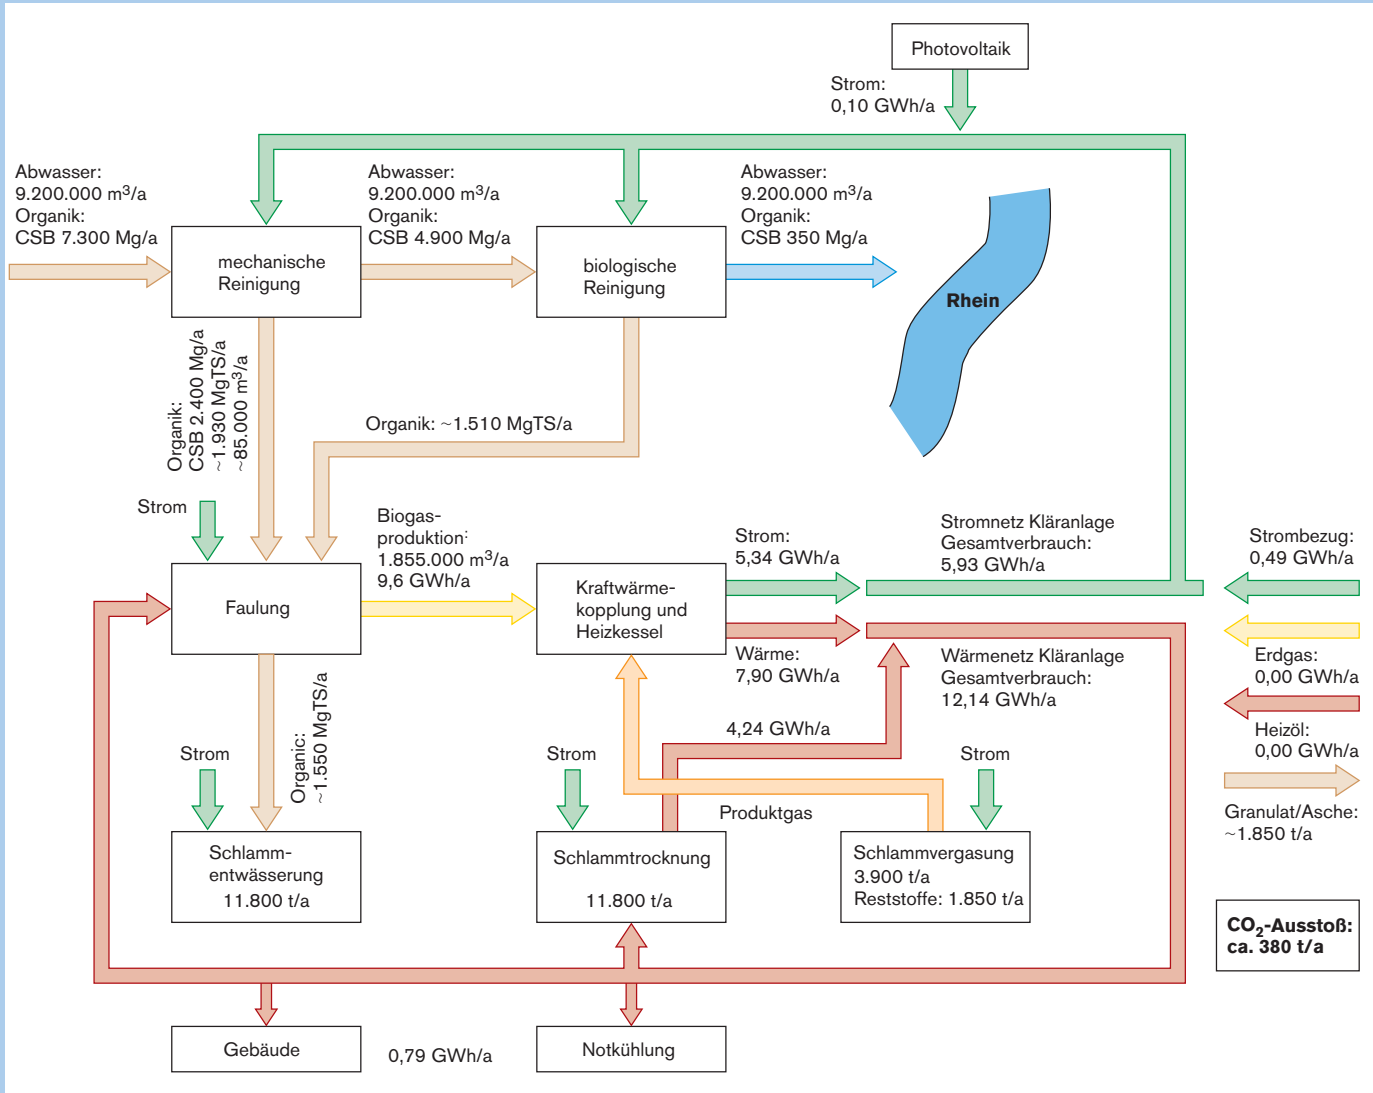 Photovoltaik
Strom:
0,10 GWh/a
Abwasser:
9.200.000 m³/a
Organik:
CSB 7.300 Mg/a
Abwasser:
9.200.000 m³/a
Organik:
CSB 4.900 Mg/a
Abwasser:
9.200.000 m³/a
Organik:
CSB 350 Mg/a
mechanische
Reinigung
biologische
Reinigung
Rhein
Organik:
CSB 2.400 Mg/a
~1.930 MgTS/a
~85.000 m³/a
Organik: ~1.510 MgTS/a
Strom
Biogas-
produktion:
1.855.000 m³/a
9,6 GWh/a
Strom:
5,34 GWh/a
Stromnetz Kläranlage
Gesamtverbrauch:
5,93 GWh/a
Strombezug:
0,49 GWh/a
Faulung
Kraftwärme-
kopplung und
Heizkessel
Wärme:
7,90 GWh/a
Wärmenetz Kläranlage
Gesamtverbrauch:
12,14 GWh/a
Erdgas:
0,00 GWh/a
Organic:
~1.550 MgTS/a
4,24 GWh/a
Heizöl:
0,00 GWh/a
Strom
Strom
Strom
Produktgas
Granulat/Asche:
~1.850 t/a
Schlamm-
entwässerung
11.800 t/a
Schlammtrocknung
11.800 t/a
Schlammvergasung
3.900 t/a
Reststoffe: 1.850 t/a
CO₂-Ausstoß:
ca. 380 t/a
Gebäude
0,79 GWh/a
Notkühlung